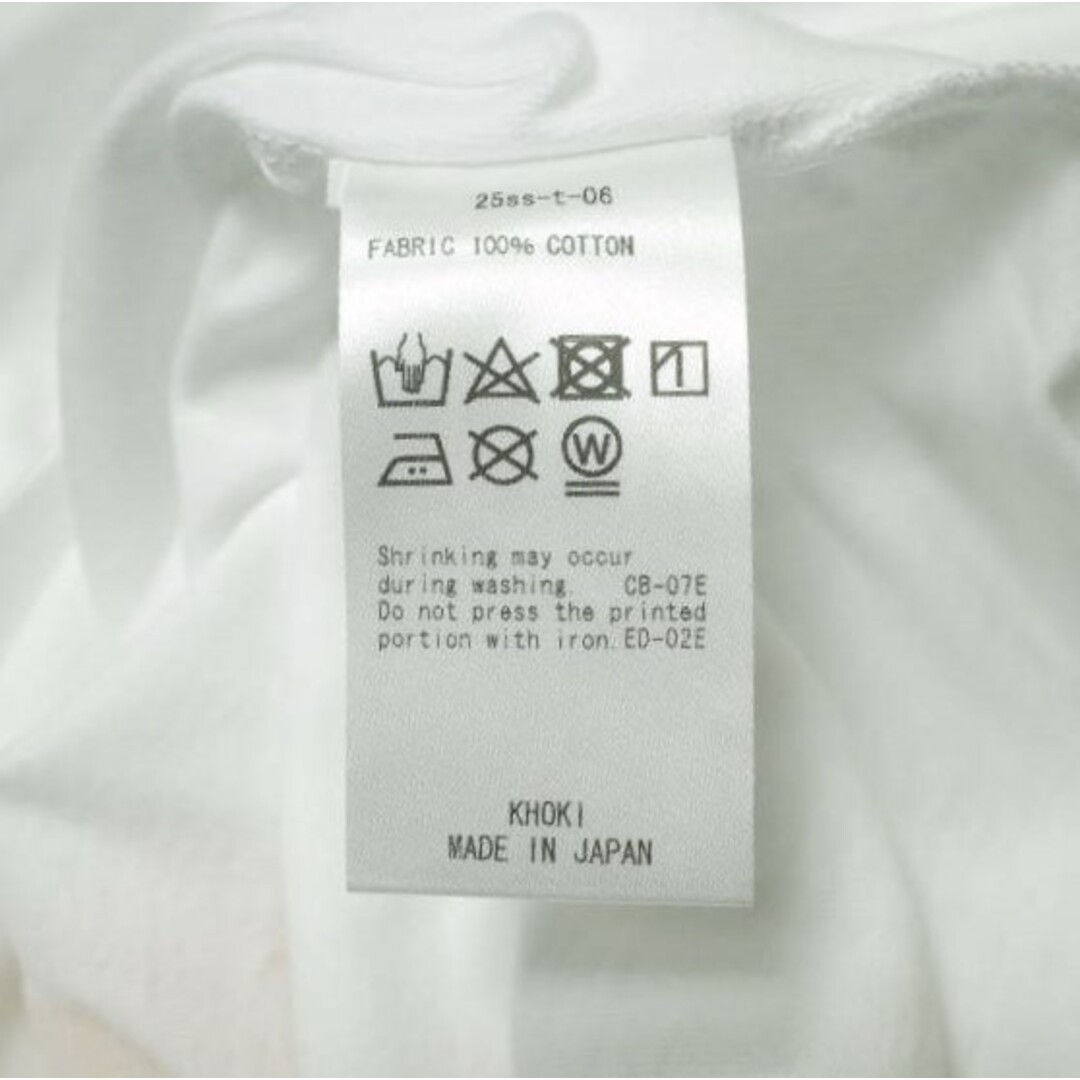 25ss-t-06
FABRIC 100% COTTON
W
Shrinking may occur
during washing. CB-07E
Do not press the printed
portion with iron. ED-02E
KHOKI
MADE IN JAPAN